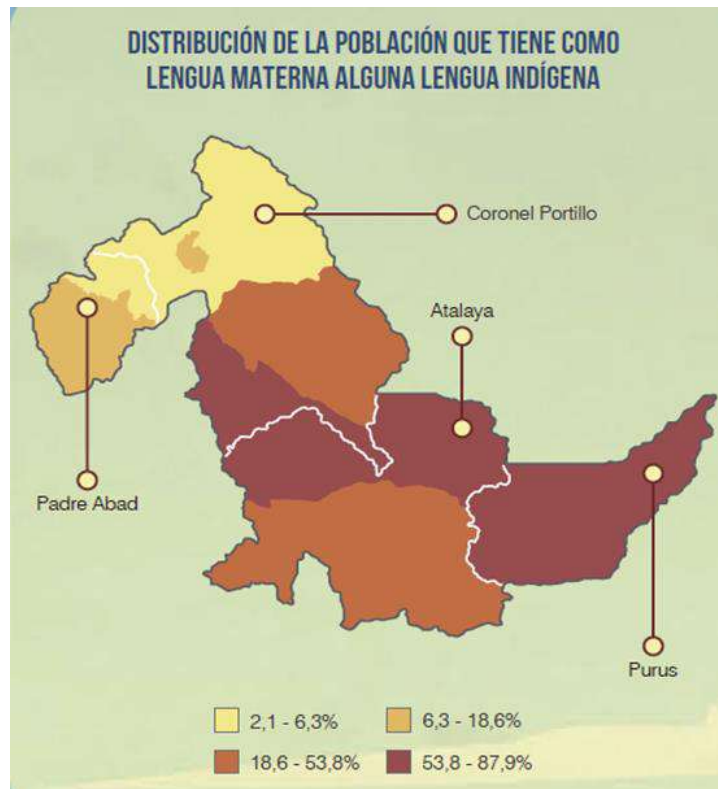 DISTRIBUCIÓN DE LA POBLACIÓN QUE TIENE COMO
LENGUA MATERNA ALGUNA LENGUA INDÍGENA
Coronel Portillo
Atalaya
Padre Abad
Purus
2,1 - 6,3%
6,3 - 18,6%
18,6 - 53,8%
53,8 - 87,9%